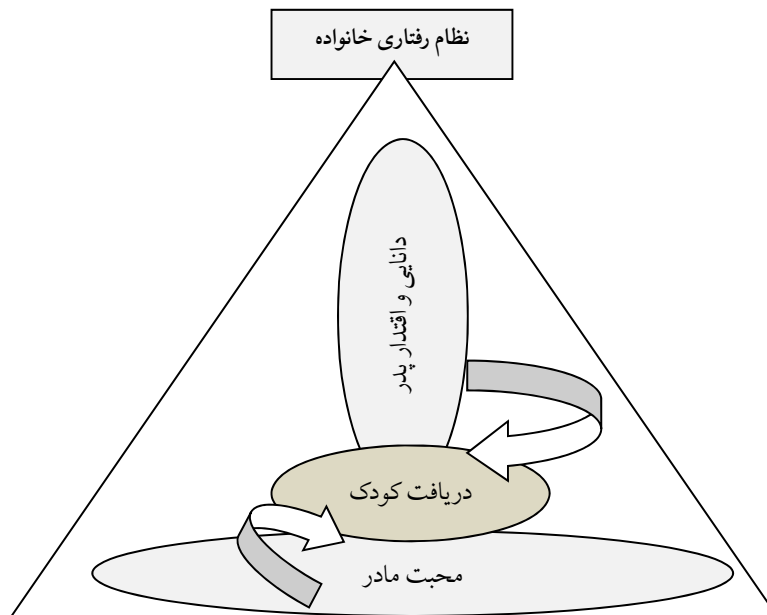 نظام رفتاری خانواده
دانایی و اقتدار پدر
دریافت کودک
محبت مادر